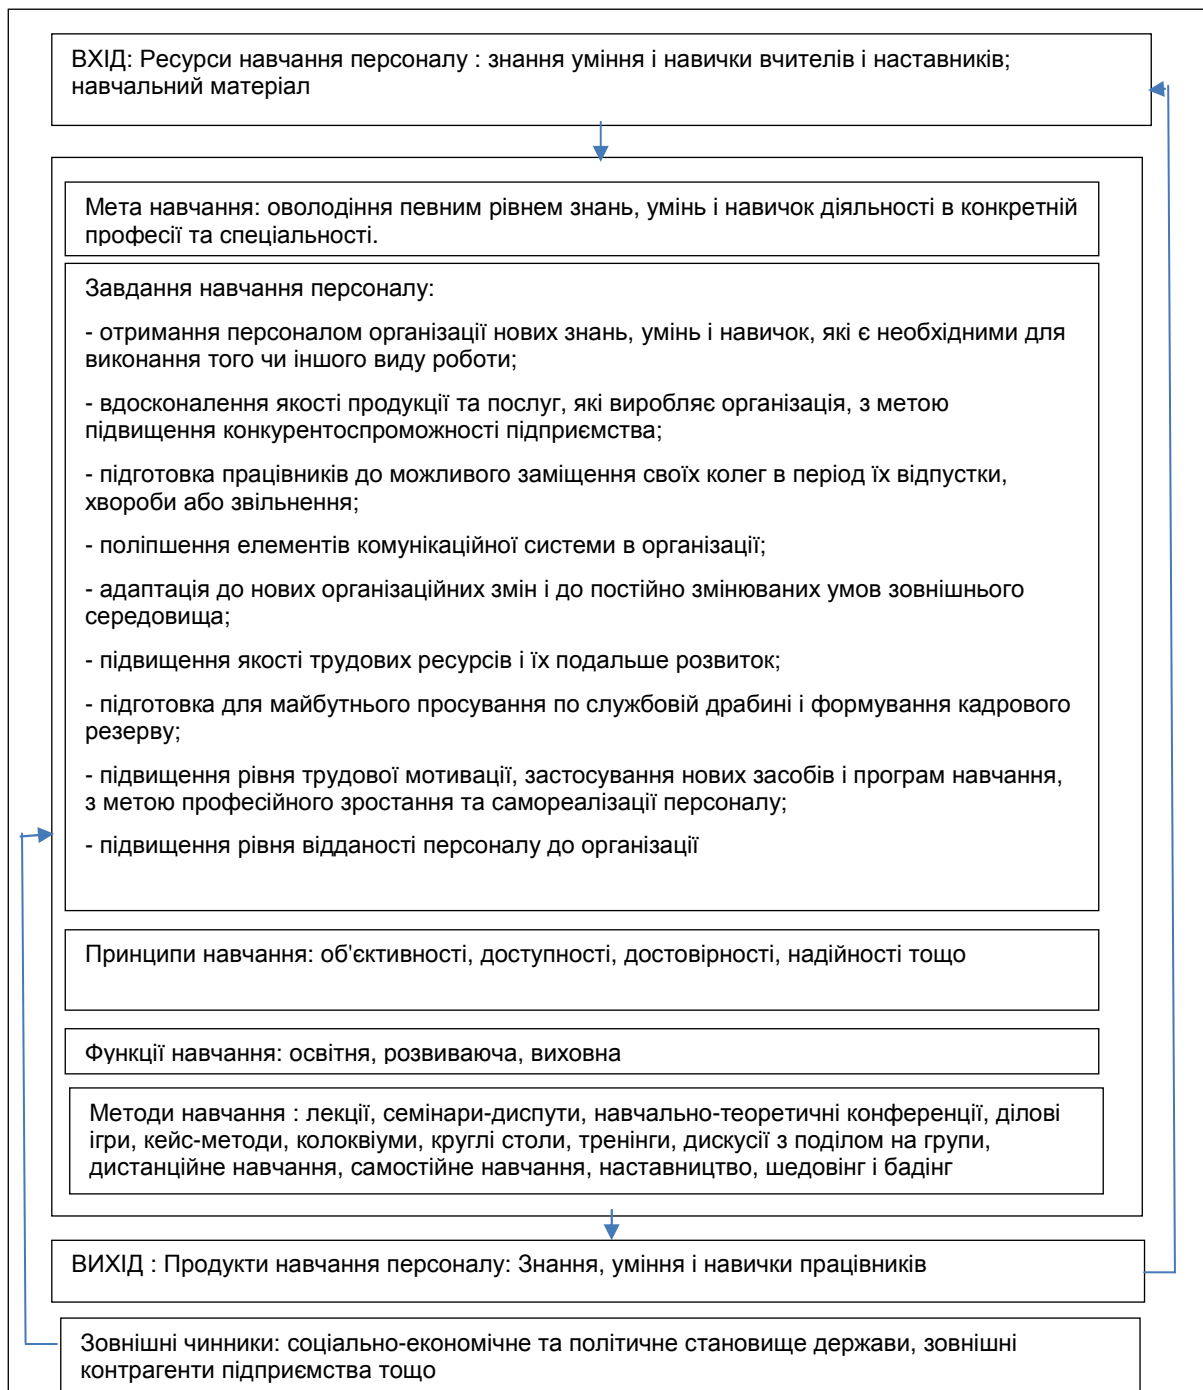 ВХІД: Ресурси навчання персоналу : знання уміння і навички вчителів і наставників;
навчальний матеріал
Мета навчання: оволодіння певним рівнем знань, умінь і навичок діяльності в конкретній
професії та спеціальності.
Завдання навчання персоналу:
- отримання персоналом організації нових знань, умінь і навичок, які є необхідними для
виконання того чи іншого виду роботи;
- вдосконалення якості продукції та послуг, які виробляє організація, з метою
підвищення конкурентоспроможності підприємства;
- підготовка працівників до можливого заміщення своїх колег в період їх відпустки,
хвороби або звільнення;
- поліпшення елементів комунікаційної системи в організації;
- адаптація до нових організаційних змін і до постійно змінюваних умов зовнішнього
середовища;
- підвищення якості трудових ресурсів і їх подальше розвиток;
- підготовка для майбутнього просування по службовій драбині і формування кадрового
резерву;
- підвищення рівня трудової мотивації, застосування нових засобів і програм навчання,
з метою професійного зростання та самореалізації персоналу;
- підвищення рівня відданості персоналу до організації
Принципи навчання: об'єктивності, доступності, достовірності, надійності тощо
Функції навчання: освітня, розвиваюча, виховна
Методи навчання : лекції, семінари-диспути, навчально-теоретичні конференції, ділові
ігри, кейс-методи, колоквіуми, круглі столи, тренінги, дискусії з поділом на групи,
дистанційне навчання, самостійне навчання, наставництво, шедовінг і бадінг
ВИХІД : Продукти навчання персоналу: Знання, уміння і навички працівників
Зовнішні чинники: соціально-економічне та політичне становище держави, зовнішні
контрагенти підприємства тощо